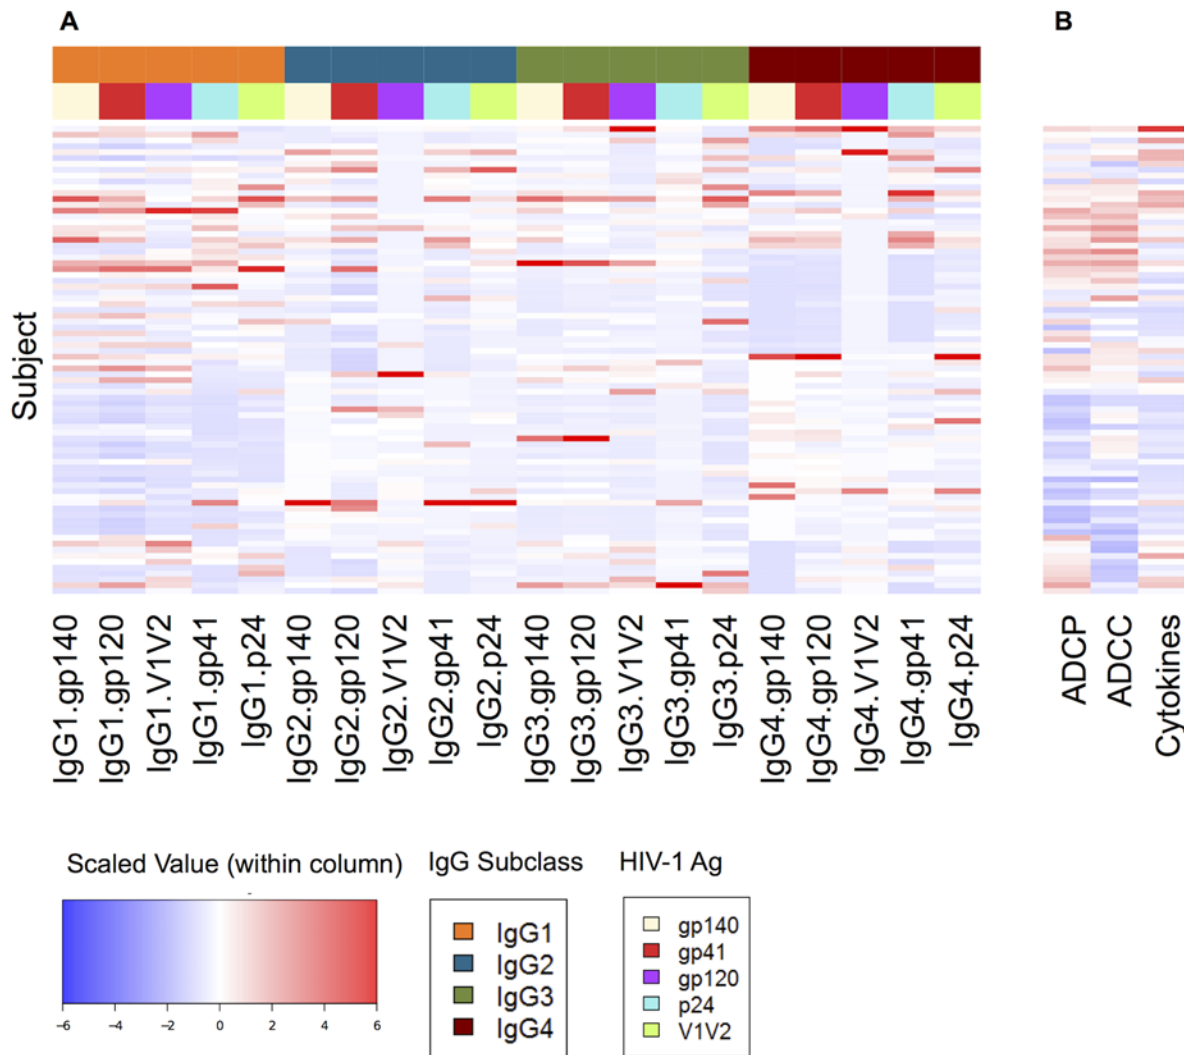 A
B
Subject
IgG1.gp140
IgG1.gp120
IgG1.V1V2
IgG1.gp41
IgG1.p24
IgG2.gp140
IgG2.gp120
IgG2.V1V2
IgG2.gp41
IgG2.p24
IgG3.gp140
IgG3.gp120
IgG3.V1V2
IgG3.gp41
IgG3.p24
IgG4.gp140
IgG4.gp120
IgG4.V1V2
IgG4.gp41
IgG4.p24
ADCP
ADCC
Cytokines
Scaled Value (within column)
−6 −4 −2 0 2 4 6
IgG Subclass
IgG1
IgG2
IgG3
IgG4
HIV-1 Ag
gp140
gp41
gp120
p24
V1V2